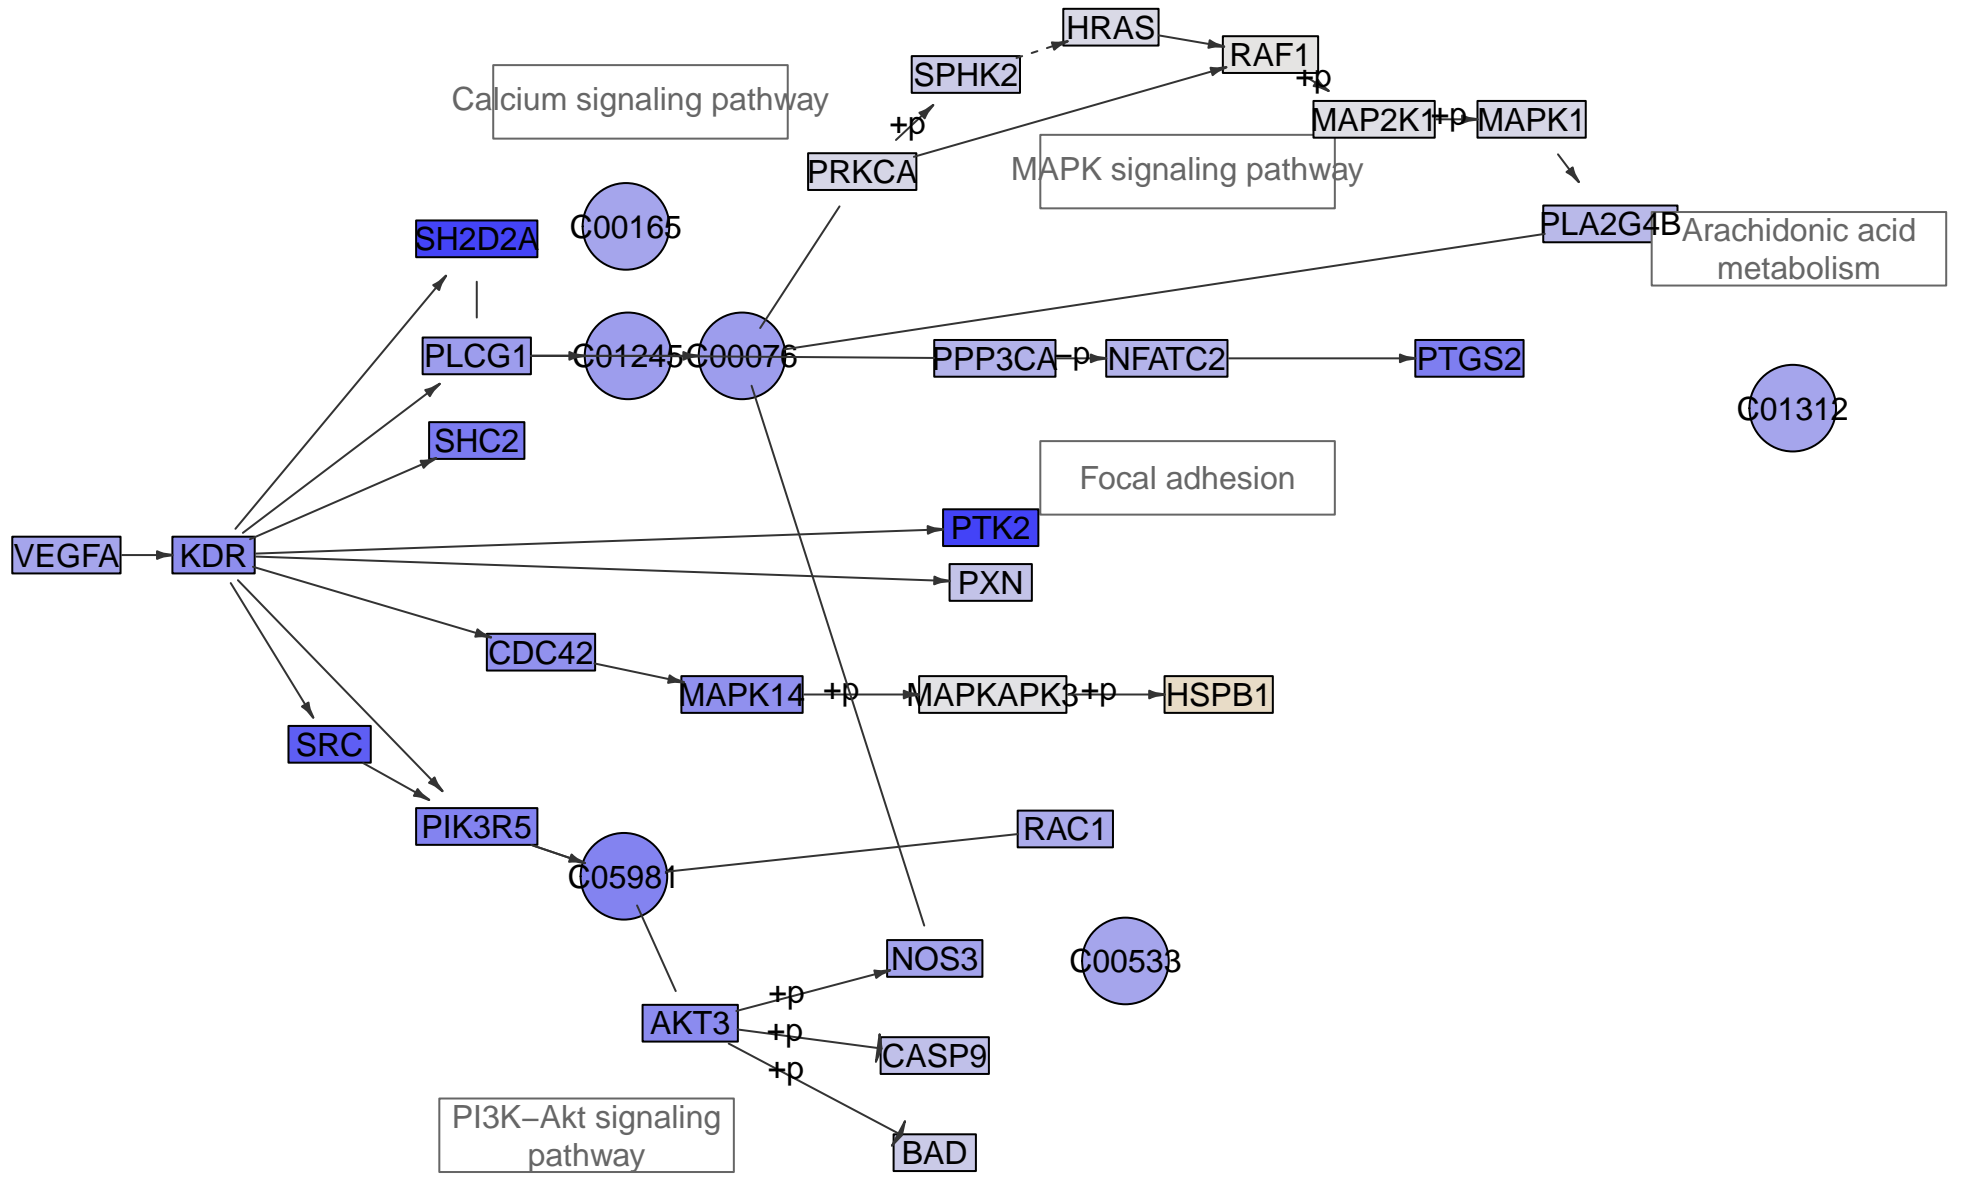 HRAS
RAF1
+p
SPHK2
Calcium signaling pathway
+p
MAP2K1
+p
MAPK1
PRKCA
MAPK signaling pathway
C00165
SH2D2A
PLA2G4B
Arachidonic acid
metabolism
PLCG1
C01245
C00076
PPP3CA
−p
NFATC2
PTGS2
C01312
SHC2
Focal adhesion
PTK2
VEGFA
KDR
PXN
CDC42
MAPK14
+p
MAPKAPK3
+p
HSPB1
SRC
PIK3R5
RAC1
C05981
NOS3
C00533
+p
AKT3
+p
CASP9
+p
PI3K−Akt signaling
pathway
BAD